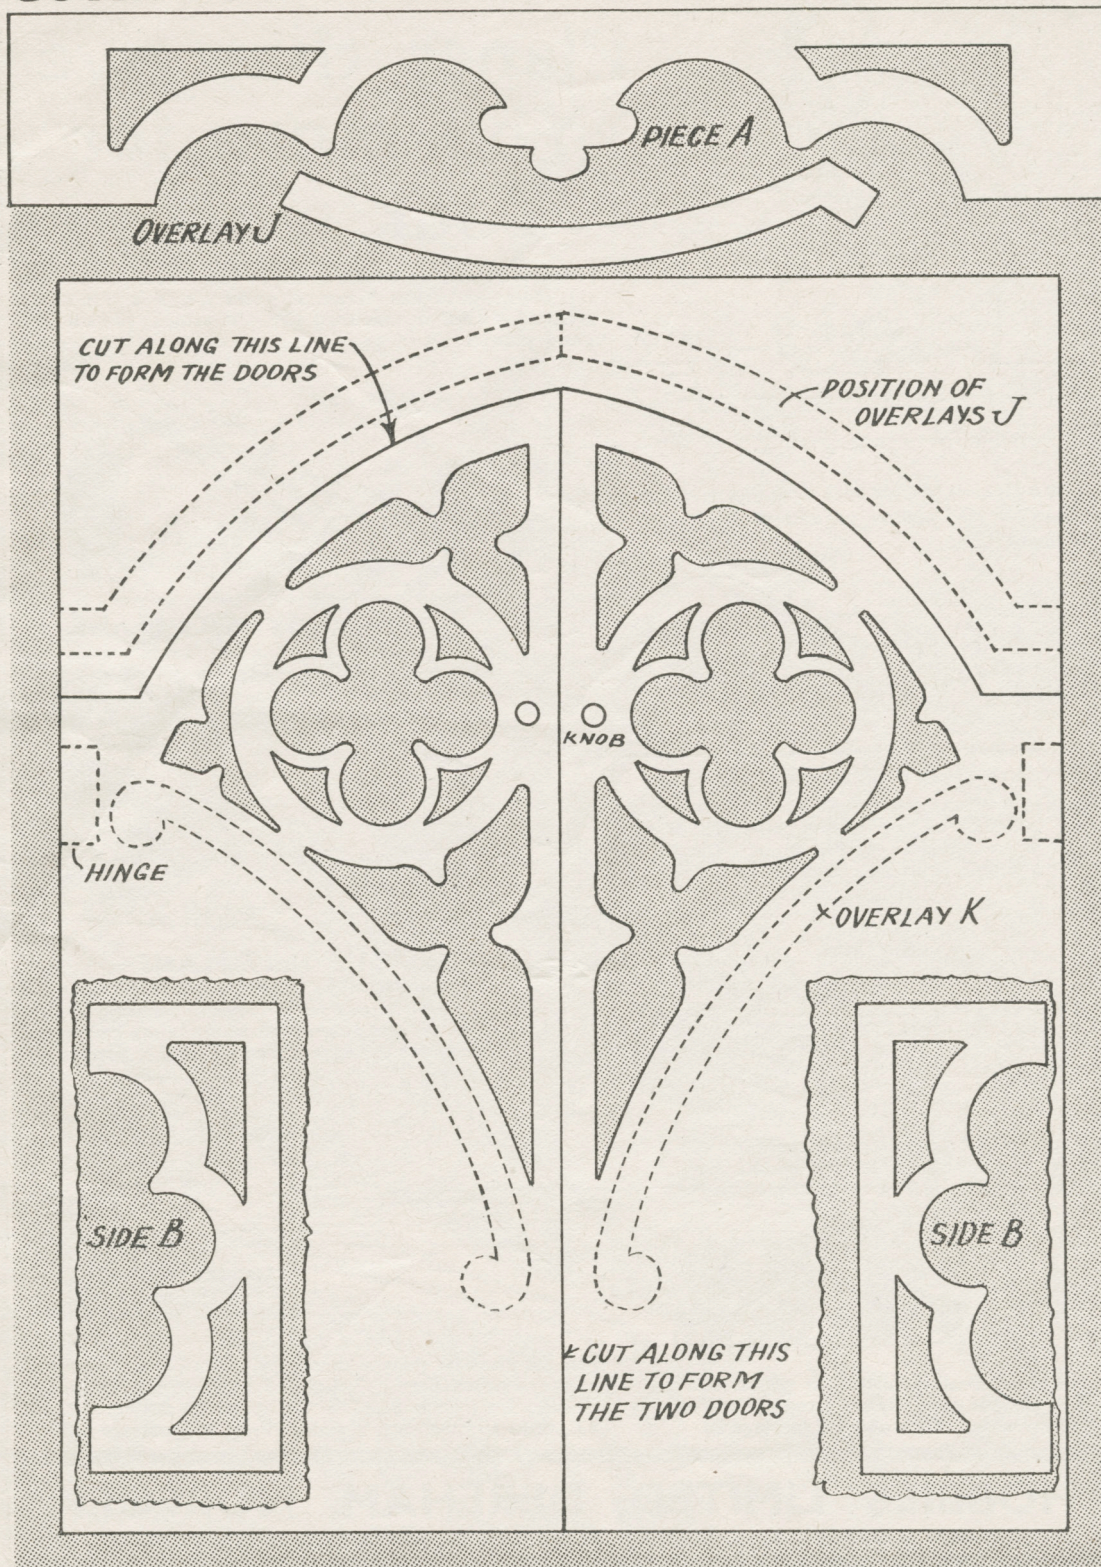 PIECE A
OVERLAY J
CUT ALONG THIS LINE
TO FORM THE DOORS
POSITION OF
OVERLAYS J
KNOB
HINGE
OVERLAY K
SIDE B
SIDE B
CUT ALONG THIS
LINE TO FORM
THE TWO DOORS